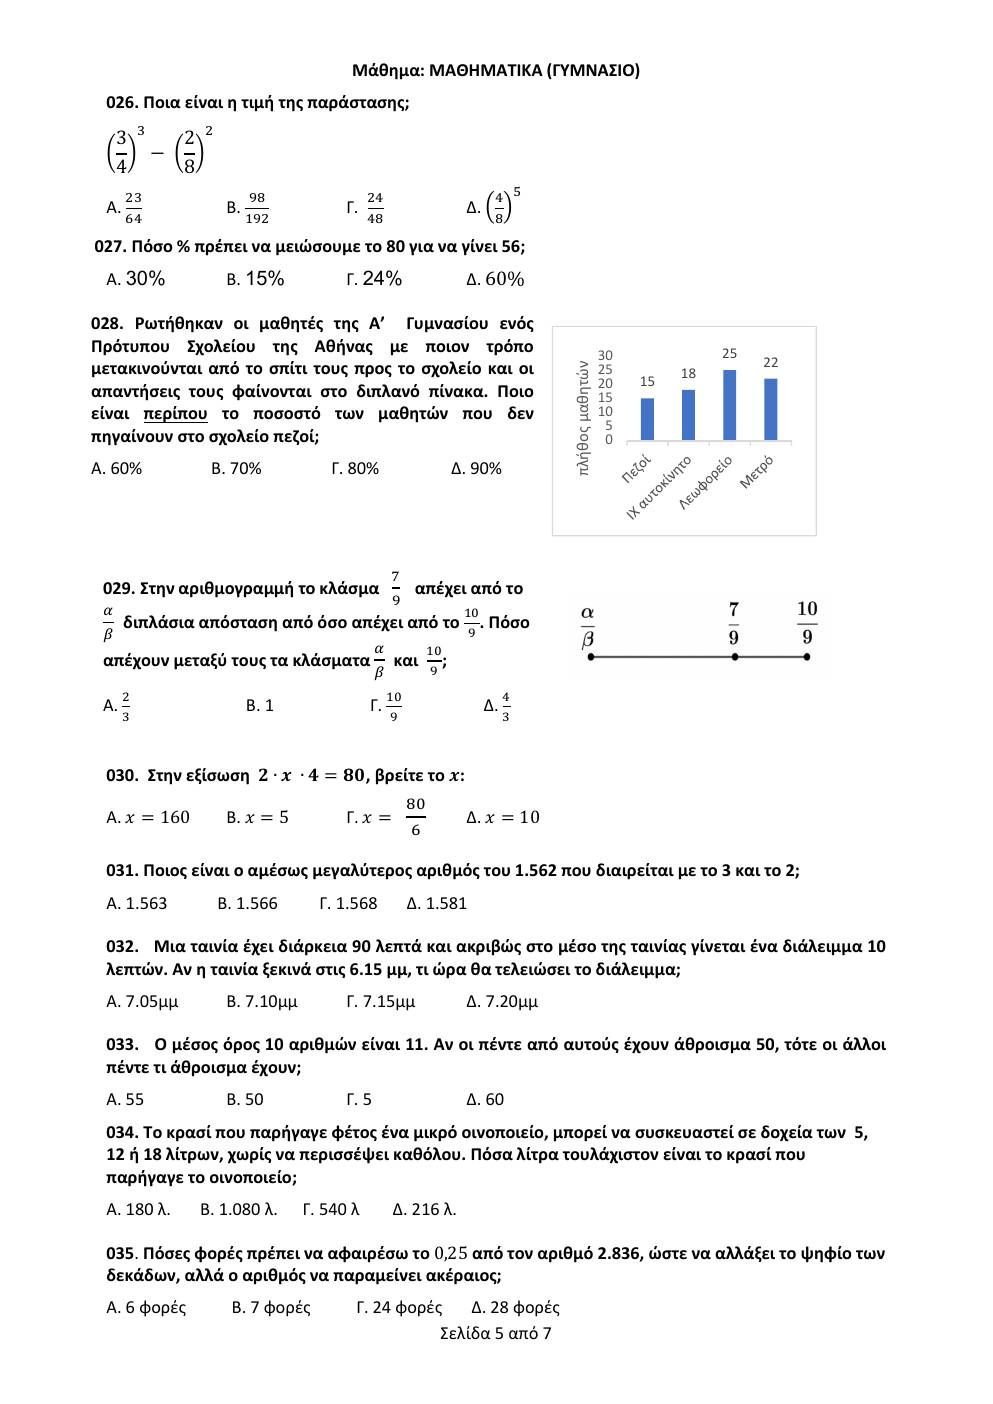 Μάθημα: ΜΑΘΗΜΑΤΙΚΑ (ΓΥΜΝΑΣΙΟ)
026. Ποια είναι η τιμή της παράστασης;
(3/4)³ − (2/8)²
Α. 23/64 Β. 98/192 Γ. 24/48 Δ. (4/8)⁵
027. Πόσο % πρέπει να μειώσουμε το 80 για να γίνει 56;
Α. 30% Β. 15% Γ. 24% Δ. 60%
028. Ρωτήθηκαν οι μαθητές της Α’ Γυμνασίου ενός
Πρότυπου Σχολείου της Αθήνας με ποιον τρόπο
μετακινούνται από το σπίτι τους προς το σχολείο και οι
απαντήσεις τους φαίνονται στο διπλανό πίνακα. Ποιο
είναι περίπου το ποσοστό των μαθητών που δεν
πηγαίνουν στο σχολείο πεζοί;
Α. 60% Β. 70% Γ. 80% Δ. 90%
πλήθος μαθητών
30
25
20
15
10
5
0
15 18 25 22
Πεζοί ΙΧ αυτοκίνητο Λεωφορείο Μετρό
029. Στην αριθμογραμμή το κλάσμα 7/9 απέχει από το
α/β διπλάσια απόσταση από όσο απέχει από το 10/9. Πόσο
απέχουν μεταξύ τους τα κλάσματα α/β και 10/9;
α/β 7/9 10/9
Α. 2/3 Β. 1 Γ. 10/9 Δ. 4/3
030. Στην εξίσωση 2 · x · 4 = 80, βρείτε το x:
Α. x = 160 Β. x = 5 Γ. x = 80/6 Δ. x = 10
031. Ποιος είναι ο αμέσως μεγαλύτερος αριθμός του 1.562 που διαιρείται με το 3 και το 2;
Α. 1.563 Β. 1.566 Γ. 1.568 Δ. 1.581
032. Μια ταινία έχει διάρκεια 90 λεπτά και ακριβώς στο μέσο της ταινίας γίνεται ένα διάλειμμα 10
λεπτών. Αν η ταινία ξεκινά στις 6.15 μμ, τι ώρα θα τελειώσει το διάλειμμα;
Α. 7.05μμ Β. 7.10μμ Γ. 7.15μμ Δ. 7.20μμ
033. Ο μέσος όρος 10 αριθμών είναι 11. Αν οι πέντε από αυτούς έχουν άθροισμα 50, τότε οι άλλοι
πέντε τι άθροισμα έχουν;
Α. 55 Β. 50 Γ. 5 Δ. 60
034. Το κρασί που παρήγαγε φέτος ένα μικρό οινοποιείο, μπορεί να συσκευαστεί σε δοχεία των 5,
12 ή 18 λίτρων, χωρίς να περισσέψει καθόλου. Πόσα λίτρα τουλάχιστον είναι το κρασί που
παρήγαγε το οινοποιείο;
Α. 180 λ. Β. 1.080 λ. Γ. 540 λ Δ. 216 λ.
035. Πόσες φορές πρέπει να αφαιρέσω το 0,25 από τον αριθμό 2.836, ώστε να αλλάξει το ψηφίο των
δεκάδων, αλλά ο αριθμός να παραμείνει ακέραιος;
Α. 6 φορές Β. 7 φορές Γ. 24 φορές Δ. 28 φορές
Σελίδα 5 από 7